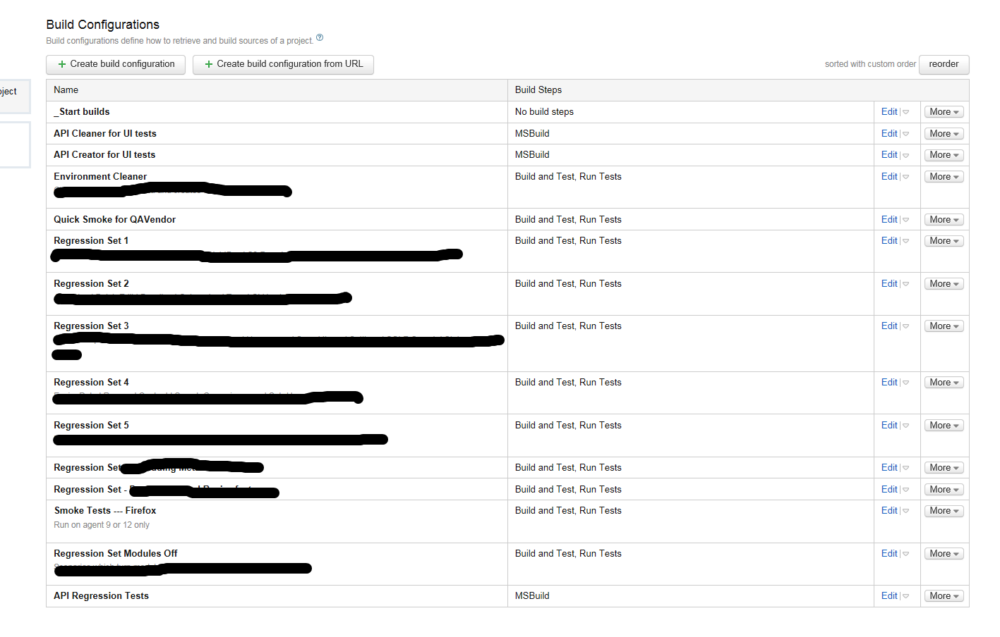 Build Configurations
Build configurations define how to retrieve and build sources of a project. ?
+ Create build configuration + Create build configuration from URL sorted with custom order reorder
oject
Name Build Steps
_Start builds No build steps Edit More
API Cleaner for UI tests MSBuild Edit More
API Creator for UI tests MSBuild Edit More
Environment Cleaner Build and Test, Run Tests Edit More
Quick Smoke for QAVendor Build and Test, Run Tests Edit More
Regression Set 1 Build and Test, Run Tests Edit More
Regression Set 2 Build and Test, Run Tests Edit More
Regression Set 3 Build and Test, Run Tests Edit More
Regression Set 4 Build and Test, Run Tests Edit More
Regression Set 5 Build and Test, Run Tests Edit More
Regression Set Build and Test, Run Tests Edit More
Regression Set - Build and Test, Run Tests Edit More
Smoke Tests --- Firefox Build and Test, Run Tests Edit More
Run on agent 9 or 12 only
Regression Set Modules Off Build and Test, Run Tests Edit More
API Regression Tests MSBuild Edit More